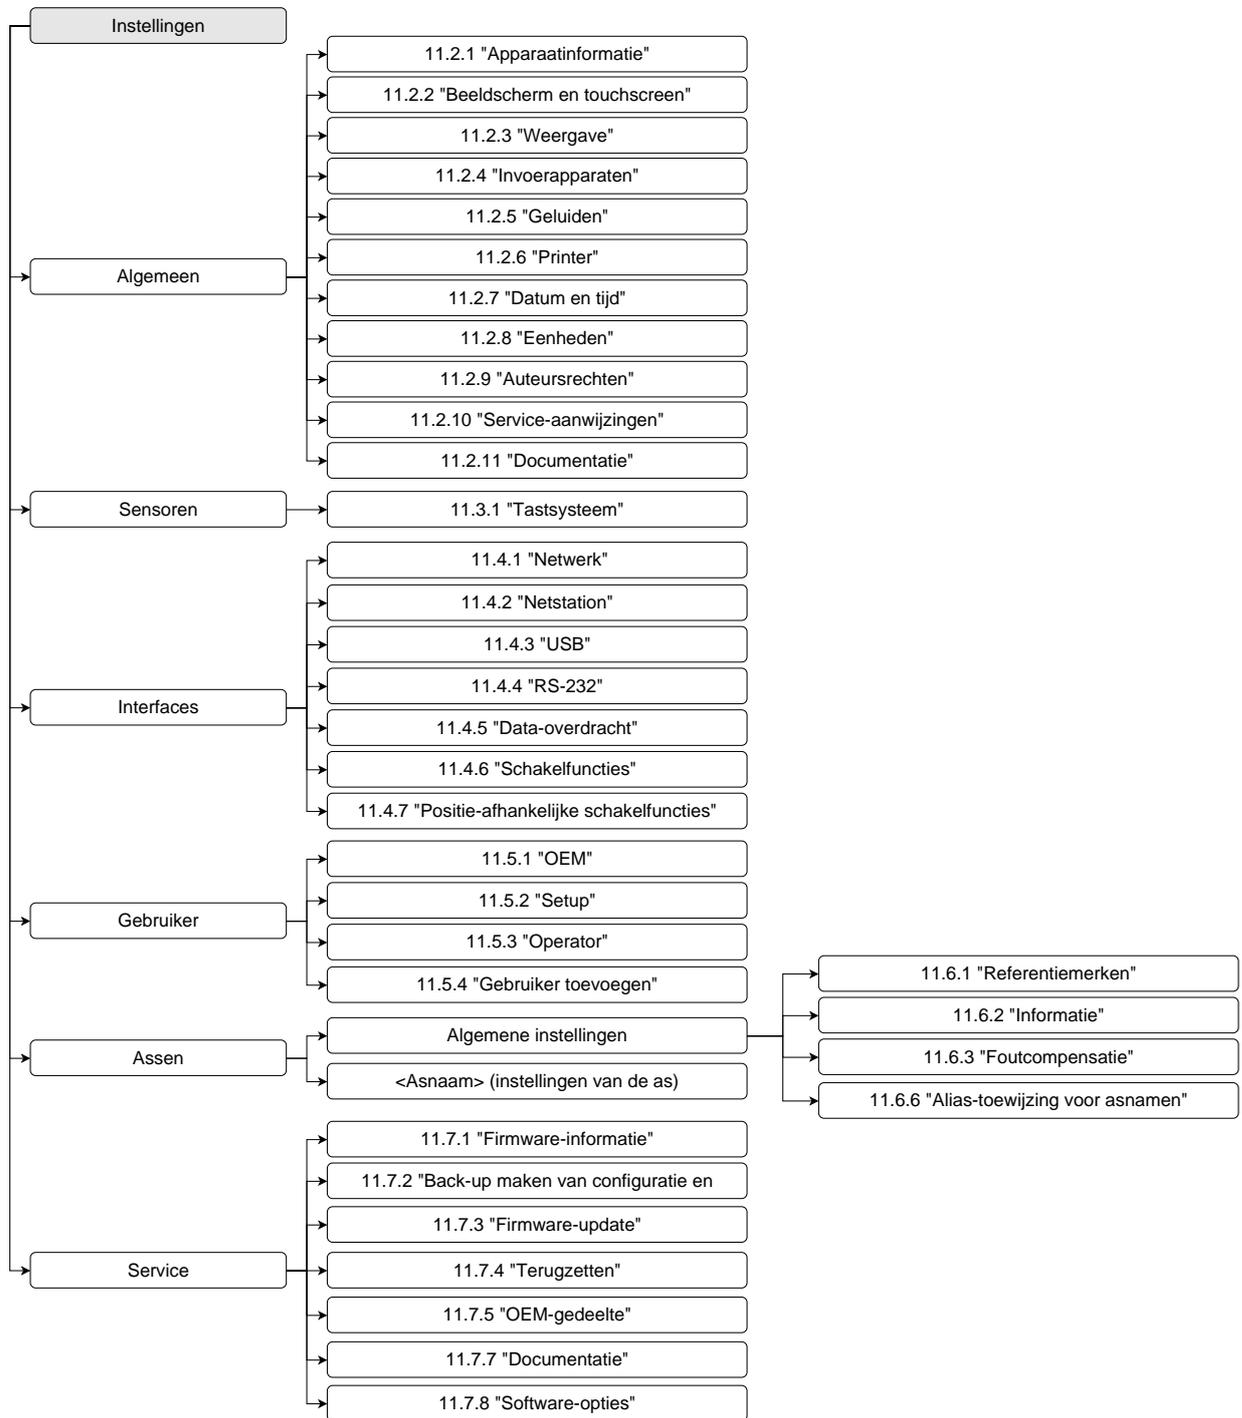 Instellingen
11.2.1 "Apparaatinformatie"
11.2.2 "Beeldscherm en touchscreen"
11.2.3 "Weergave"
11.2.4 "Invoerapparaten"
11.2.5 "Geluiden"
11.2.6 "Printer"
Algemeen
11.2.7 "Datum en tijd"
11.2.8 "Eenheden"
11.2.9 "Auteursrechten"
11.2.10 "Service-aanwijzingen"
11.2.11 "Documentatie"
Sensoren
11.3.1 "Tastsysteem"
11.4.1 "Netwerk"
11.4.2 "Netstation"
11.4.3 "USB"
11.4.4 "RS-232"
Interfaces
11.4.5 "Data-overdracht"
11.4.6 "Schakelfuncties"
11.4.7 "Positie-afhankelijke schakelfuncties"
11.5.1 "OEM"
11.5.2 "Setup"
Gebruiker
11.5.3 "Operator"
11.5.4 "Gebruiker toevoegen"
Assen
Algemene instellingen
<Asnaam> (instellingen van de as)
11.6.1 "Referentiemerken"
11.6.2 "Informatie"
11.6.3 "Foutcompensatie"
11.6.6 "Alias-toewijzing voor asnamen"
11.7.1 "Firmware-informatie"
11.7.2 "Back-up maken van configuratie en
11.7.3 "Firmware-update"
Service
11.7.4 "Terugzetten"
11.7.5 "OEM-gedeelte"
11.7.7 "Documentatie"
11.7.8 "Software-opties"